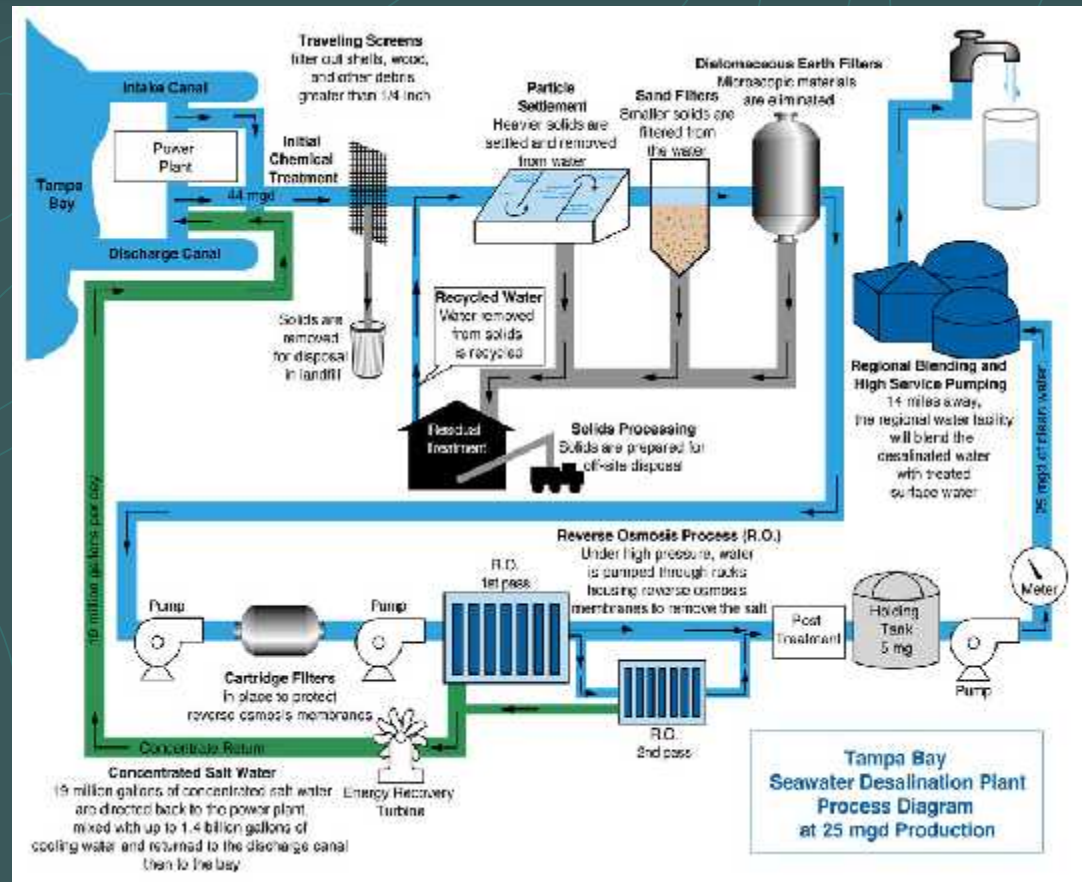 Traveling Screens
filter out shells, wood,
and other debris
greater than 1/4 inch
Intake Canal
Power
Plant
Tampa
Bay
Initial
Chemical
Treatment
44 mgd
Discharge Canal
Particle
Settlement
Heavier solids are
settled and removed
from water
Sand Filters
Smaller solids are
filtered from
the water
Diatomaceous Earth Filters
Microscopic materials
are eliminated
Solids are
removed
for disposal
in landfill
Recycled Water
Water removed
from solids
is recycled
Residual
Treatment
Solids Processing
Solids are prepared for
off-site disposal
Regional Blending and
High Service Pumping
14 miles away,
the regional water facility
will blend the
desalinated water
with treated
surface water
25 mgd of clean water
19 million gallons per day
Reverse Osmosis Process (R.O.)
Under high pressure, water
is pumped through racks
housing reverse osmosis
membranes to remove the salt
R.O.
1st pass
Pump
Pump
Cartridge Filters
in place to protect
reverse osmosis membranes
R.O.
2nd pass
Post
Treatment
Holding
Tank
5 mg
Pump
Meter
Concentrate Return
Energy Recovery
Turbine
Concentrated Salt Water
19 million gallons of concentrated salt water
are directed back to the power plant,
mixed with up to 1.4 billion gallons of
cooling water and returned to the discharge canal
then to the bay
Tampa Bay
Seawater Desalination Plant
Process Diagram
at 25 mgd Production